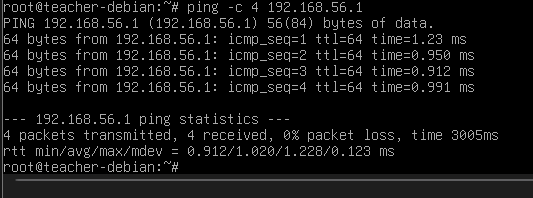 root@teacher-debian:~# ping -c 4 192.168.56.1
PING 192.168.56.1 (192.168.56.1) 56(84) bytes of data.
64 bytes from 192.168.56.1: icmp_seq=1 ttl=64 time=1.23 ms
64 bytes from 192.168.56.1: icmp_seq=2 ttl=64 time=0.950 ms
64 bytes from 192.168.56.1: icmp_seq=3 ttl=64 time=0.912 ms
64 bytes from 192.168.56.1: icmp_seq=4 ttl=64 time=0.991 ms

--- 192.168.56.1 ping statistics ---
4 packets transmitted, 4 received, 0% packet loss, time 3005ms
rtt min/avg/max/mdev = 0.912/1.020/1.228/0.123 ms
root@teacher-debian:~#